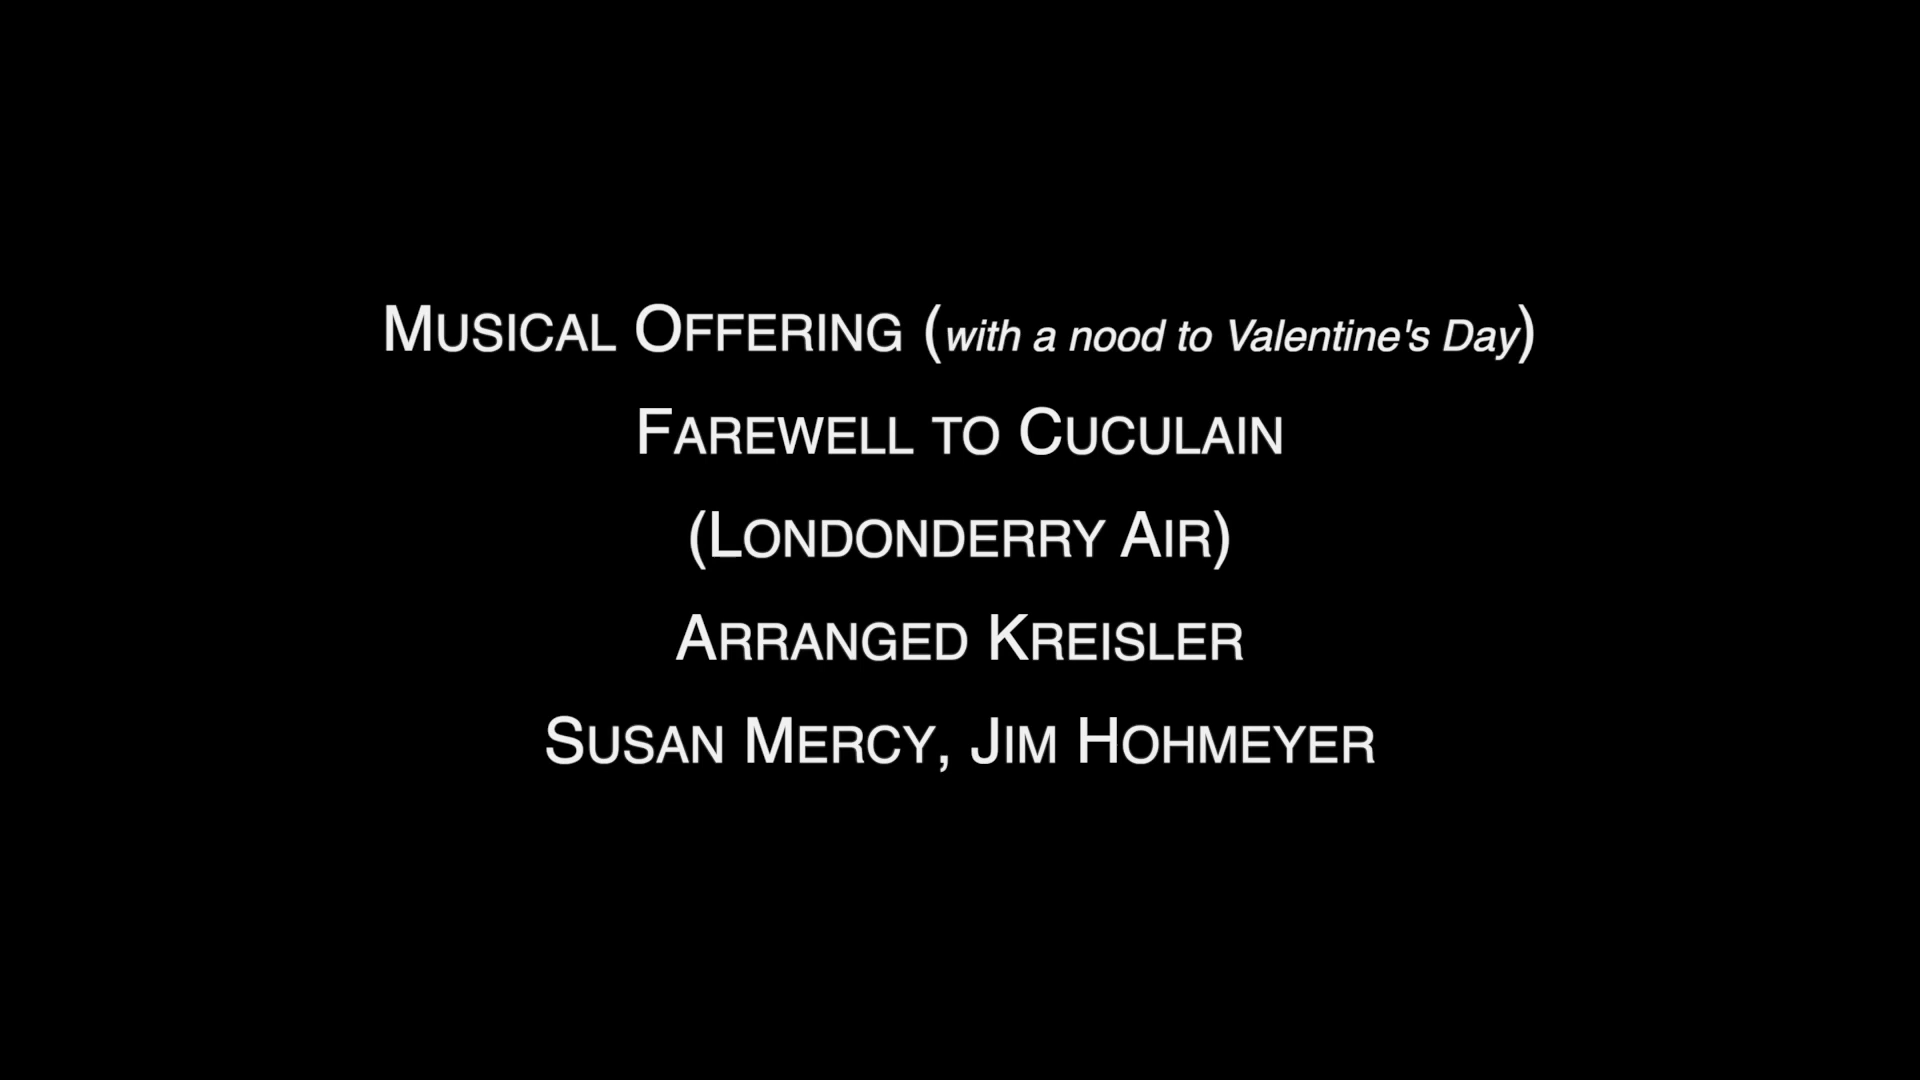 Musical Offering (with a nood to Valentine's Day)
Farewell to Cuculain
(Londonderry Air)
Arranged Kreisler
Susan Mercy, Jim Hohmeyer